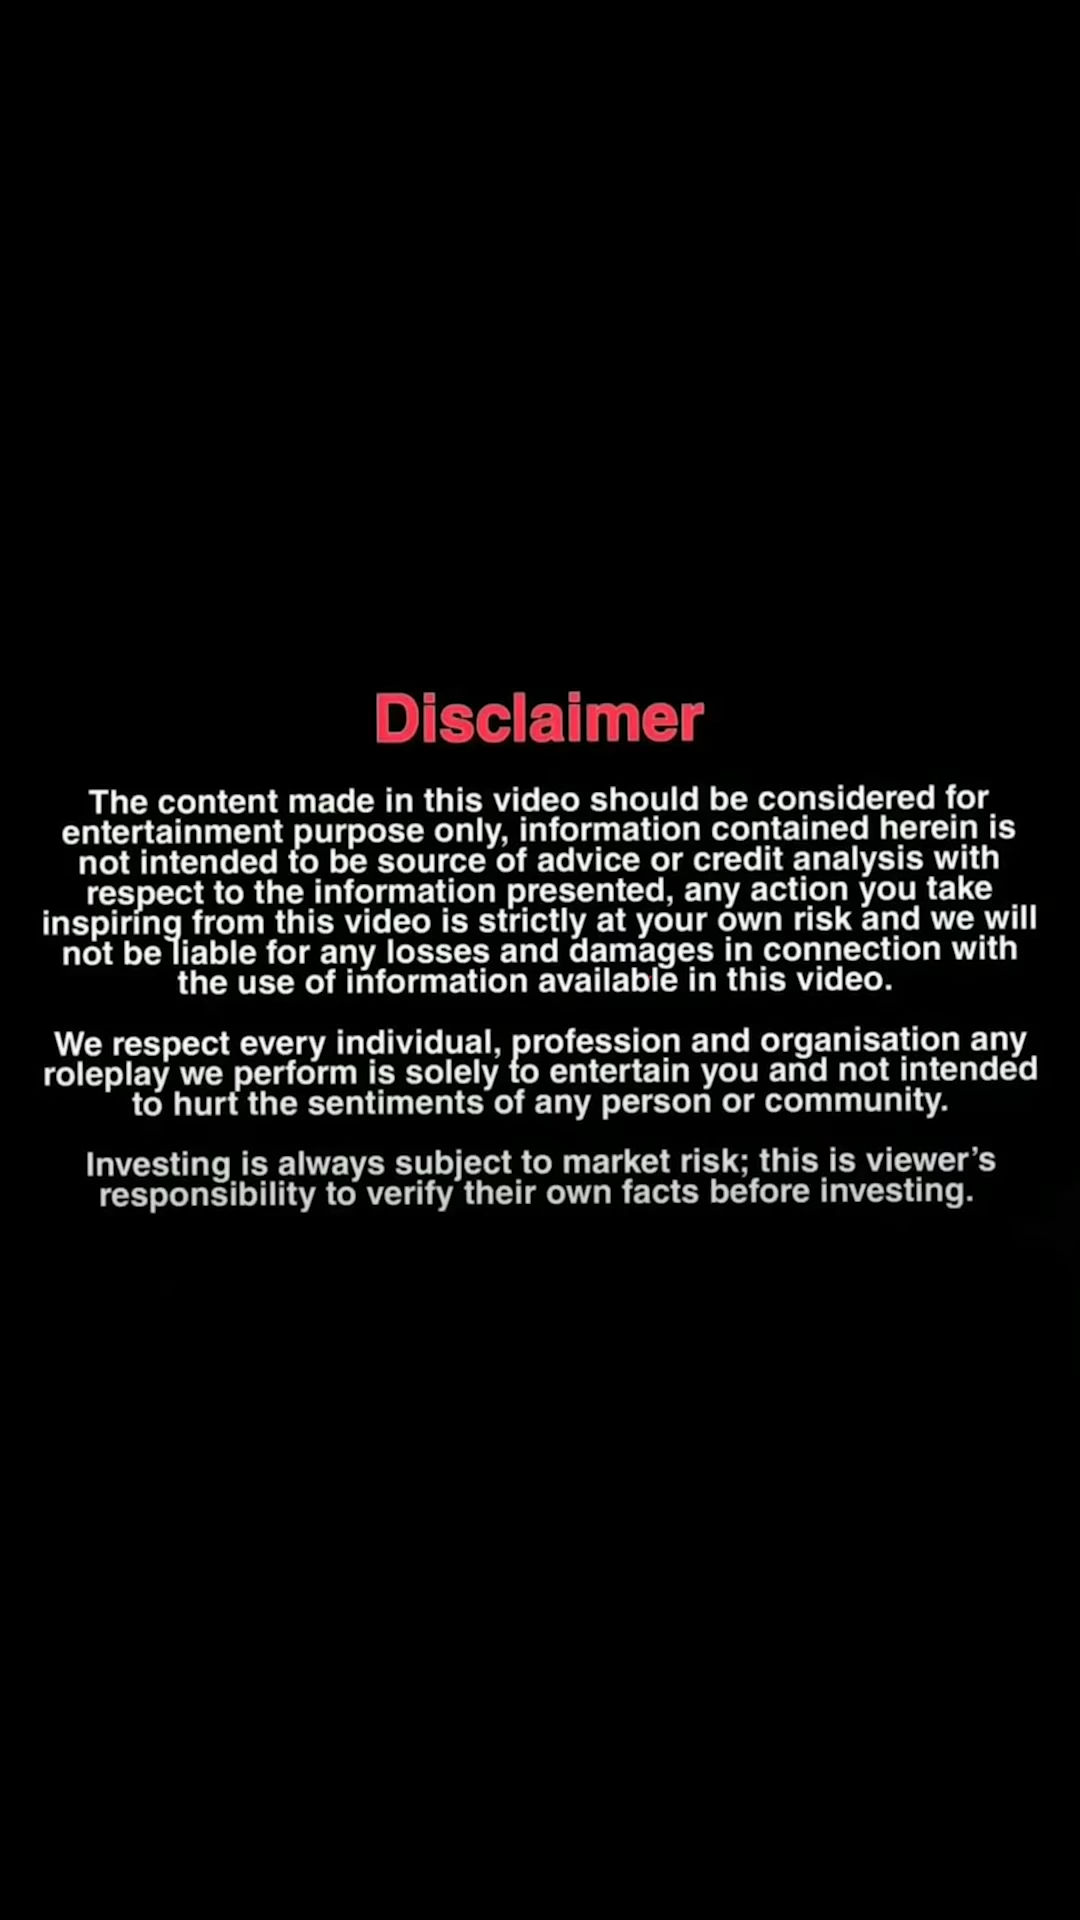 Disclaimer
The content made in this video should be considered for
entertainment purpose only, information contained herein is
not intended to be source of advice or credit analysis with
respect to the information presented, any action you take
inspiring from this video is strictly at your own risk and we will
not be liable for any losses and damages in connection with
the use of information available in this video.
We respect every individual, profession and organisation any
roleplay we perform is solely to entertain you and not intended
to hurt the sentiments of any person or community.
Investing is always subject to market risk; this is viewer's
responsibility to verify their own facts before investing.